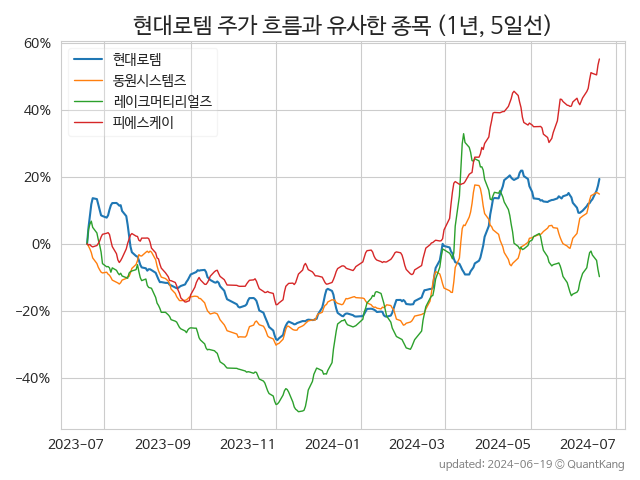 현대로템 주가 흐름과 유사한 종목 (1년, 5일선)
60%
40%
20%
0%
−20%
−40%
현대로템
동원시스템즈
레이크머티리얼즈
피에스케이
2023-07
2023-09
2023-11
2024-01
2024-03
2024-05
2024-07
updated: 2024-06-19 © QuantKang